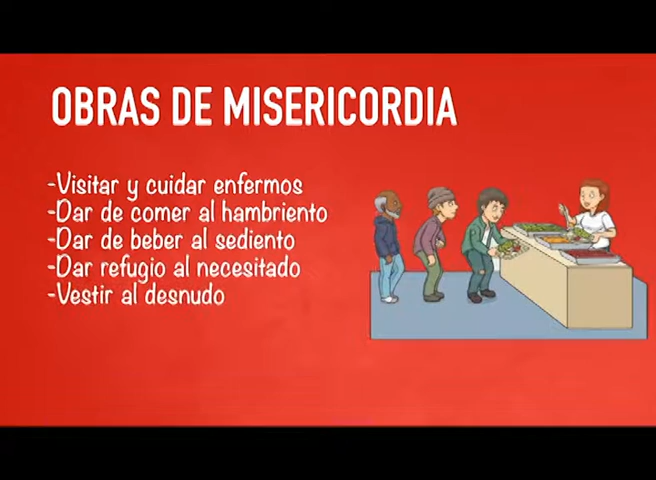 OBRAS DE MISERICORDIA
-Visitar y cuidar enfermos
-Dar de comer al hambriento
-Dar de beber al sediento
-Dar refugio al necesitado
-Vestir al desnudo